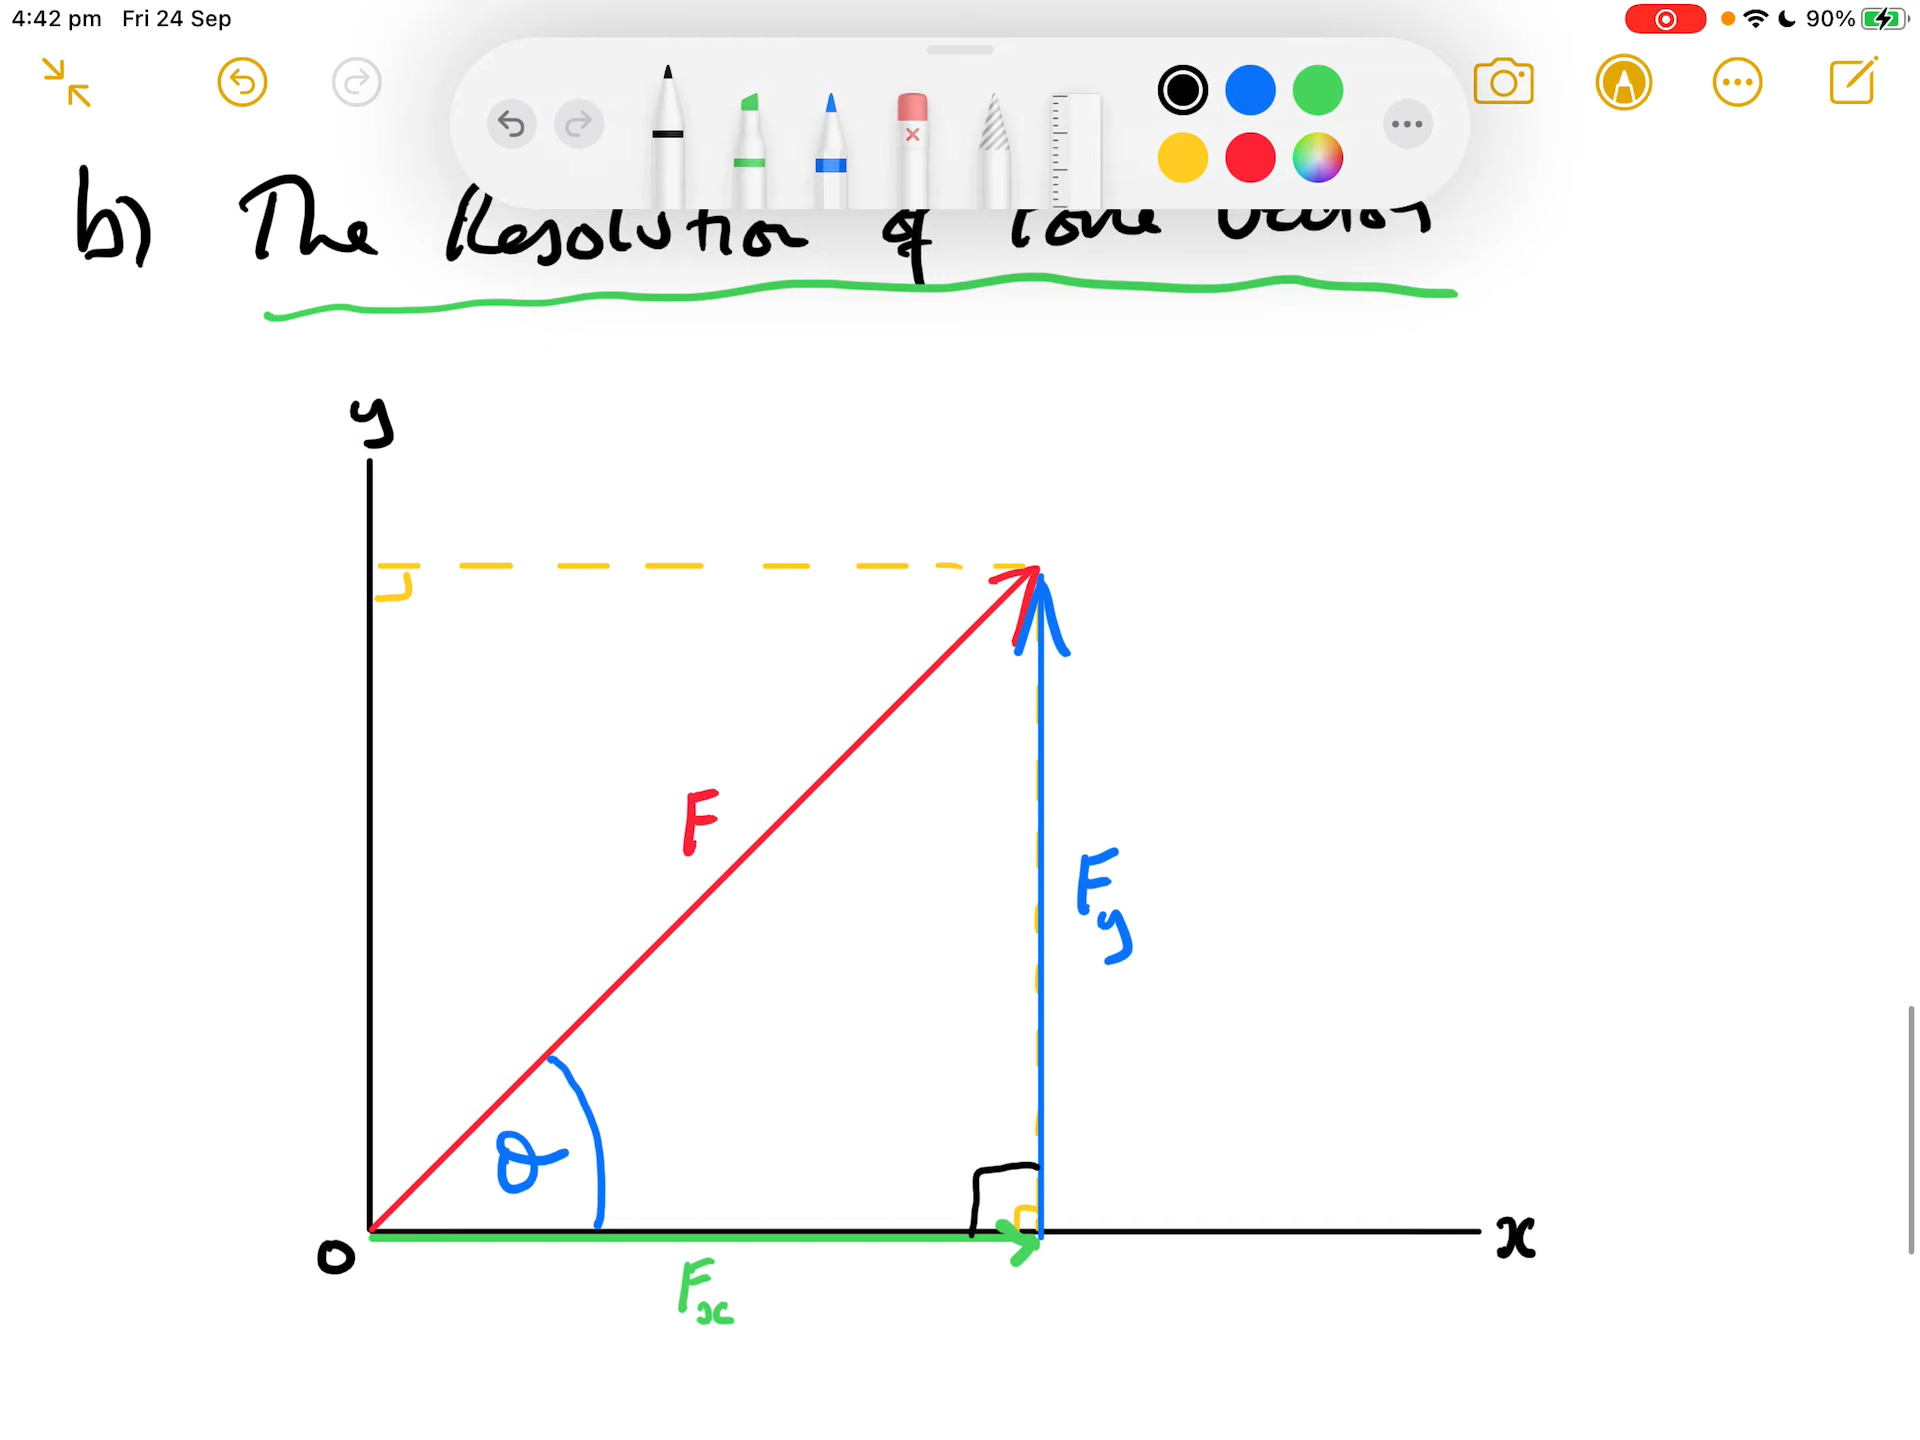 4:42 pm Fri 24 Sep
90%
b) The Resolution of
y
F
Fy
θ
O
x
Fx